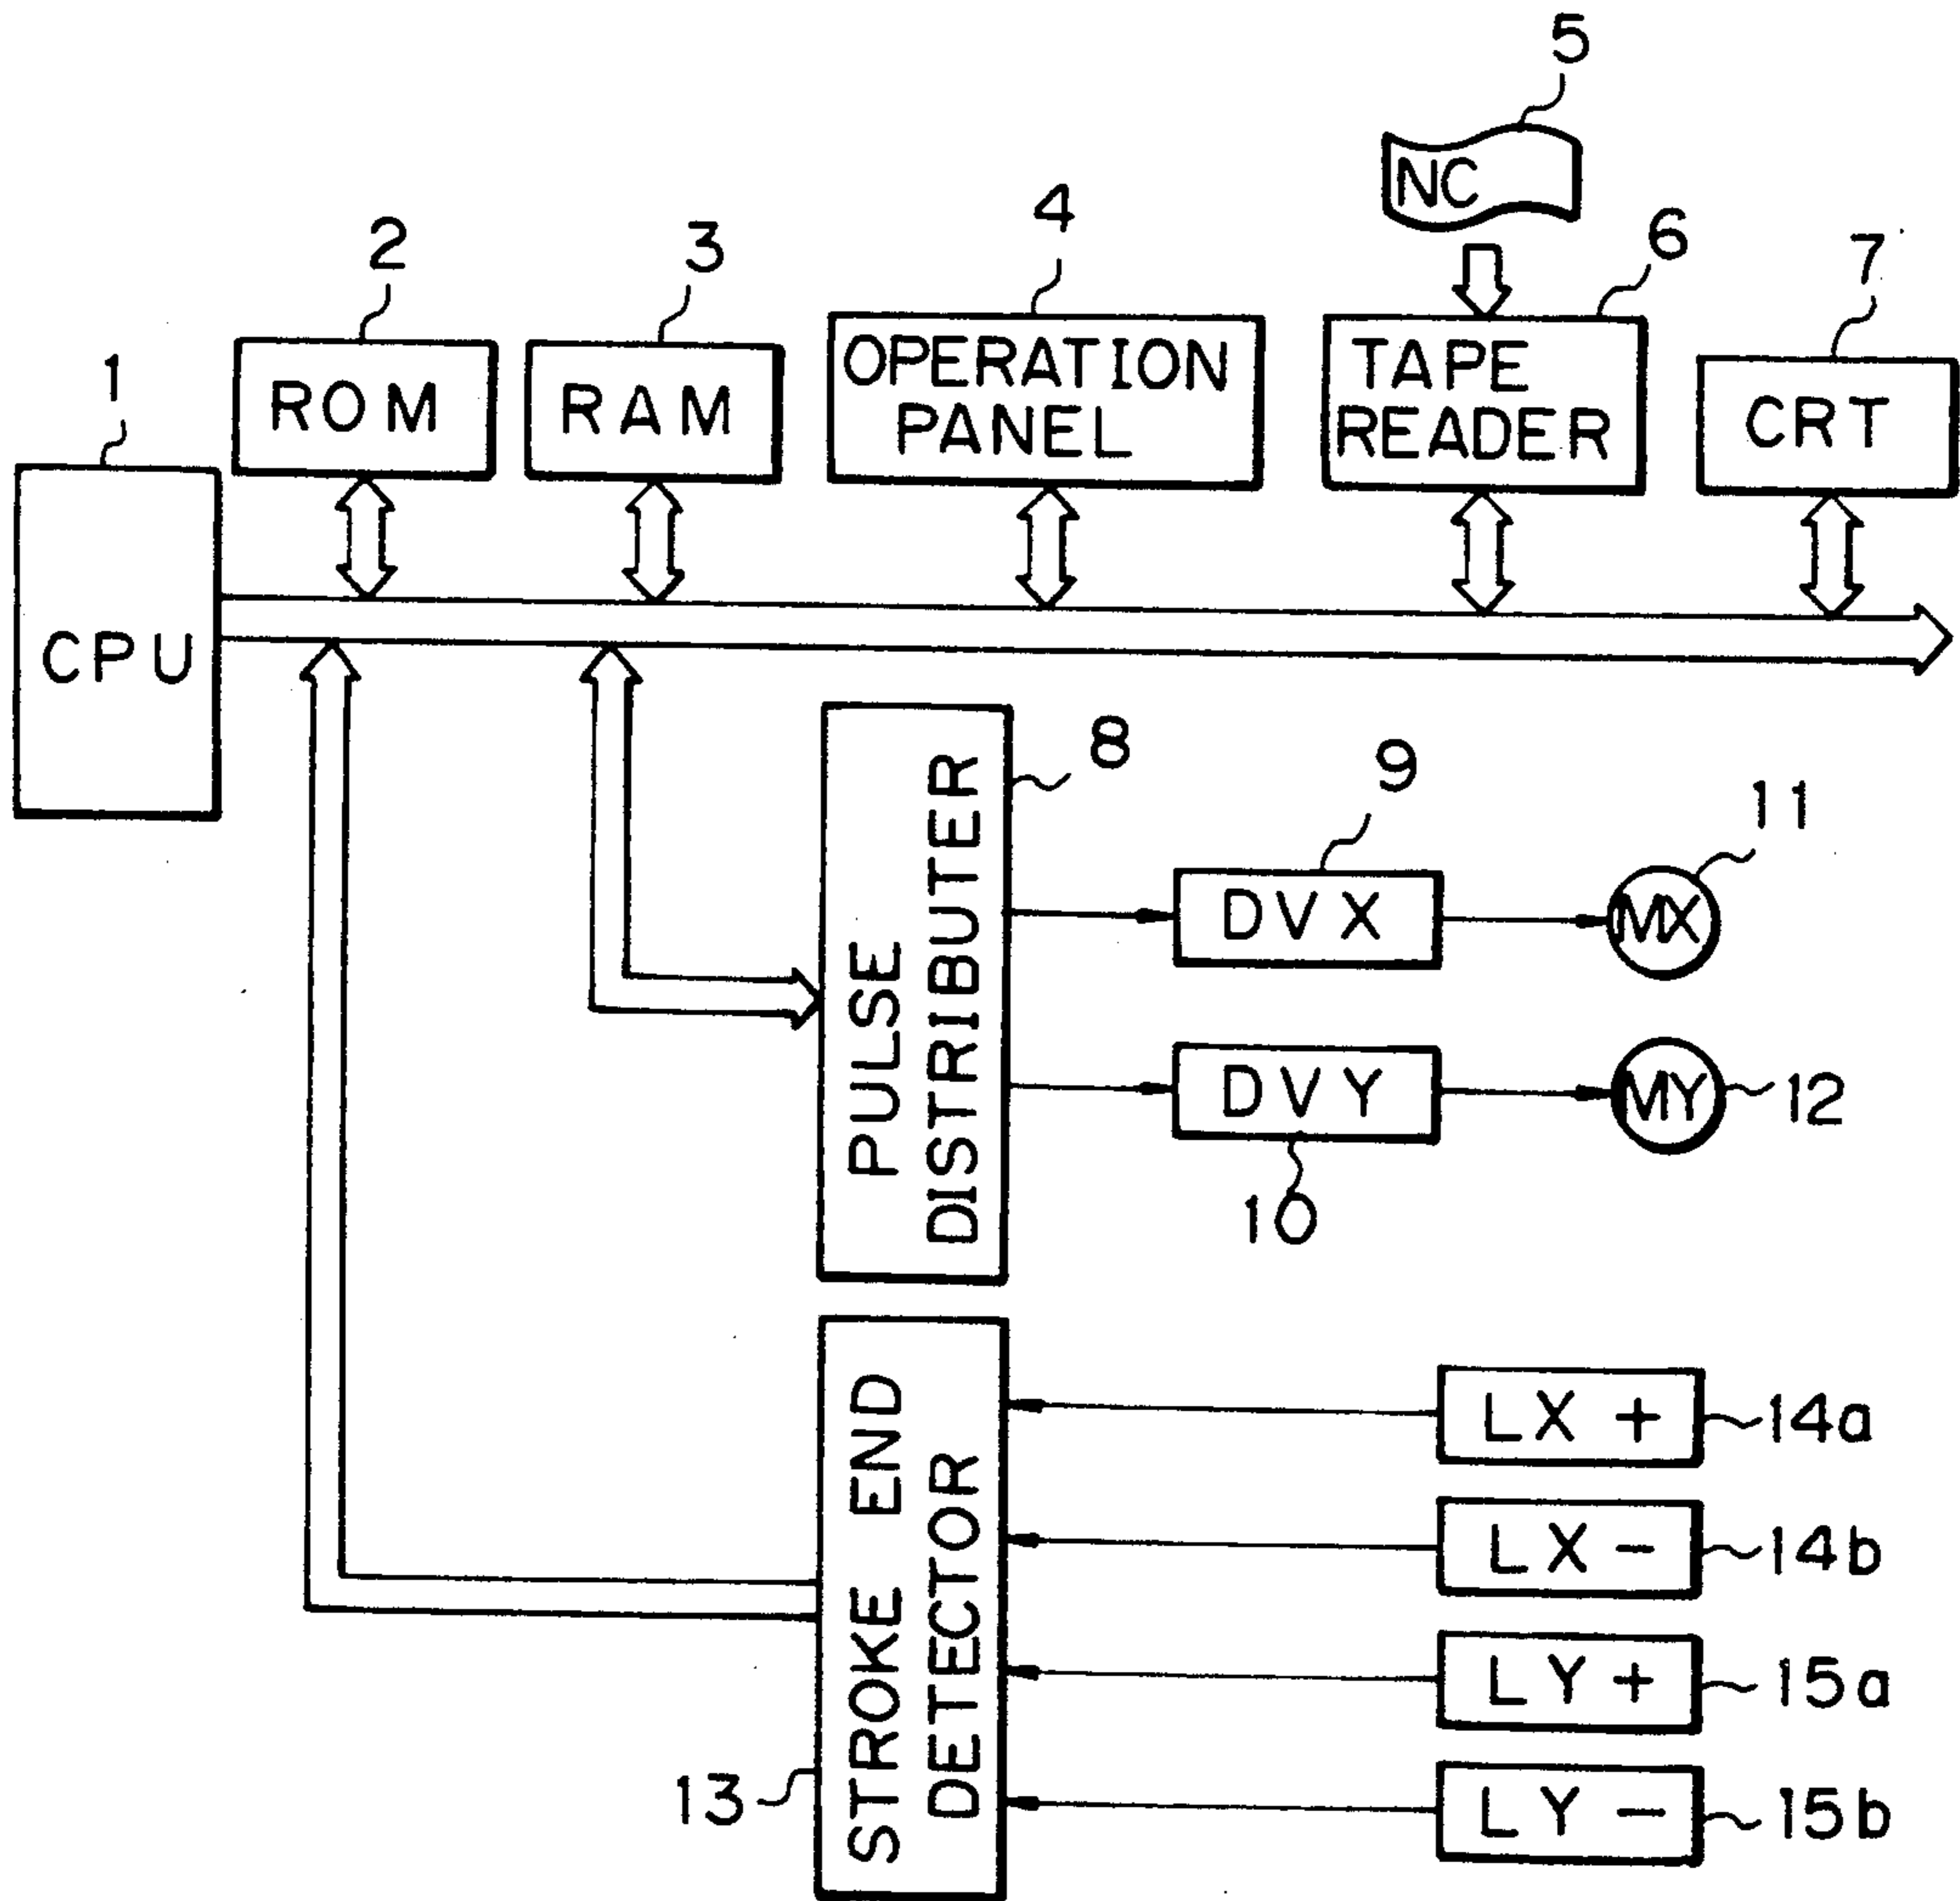 5
NC
4
6
2
3
7
1
ROM
RAM
OPERATION
PANEL
TAPE
READER
CRT
CPU
8
9
11
PULSE
DISTRIBUTER
DVX
MX
DVY
MY
12
10
STROKE END
DETECTOR
13
LX +
14a
LX -
14b
LY +
15a
LY -
15b